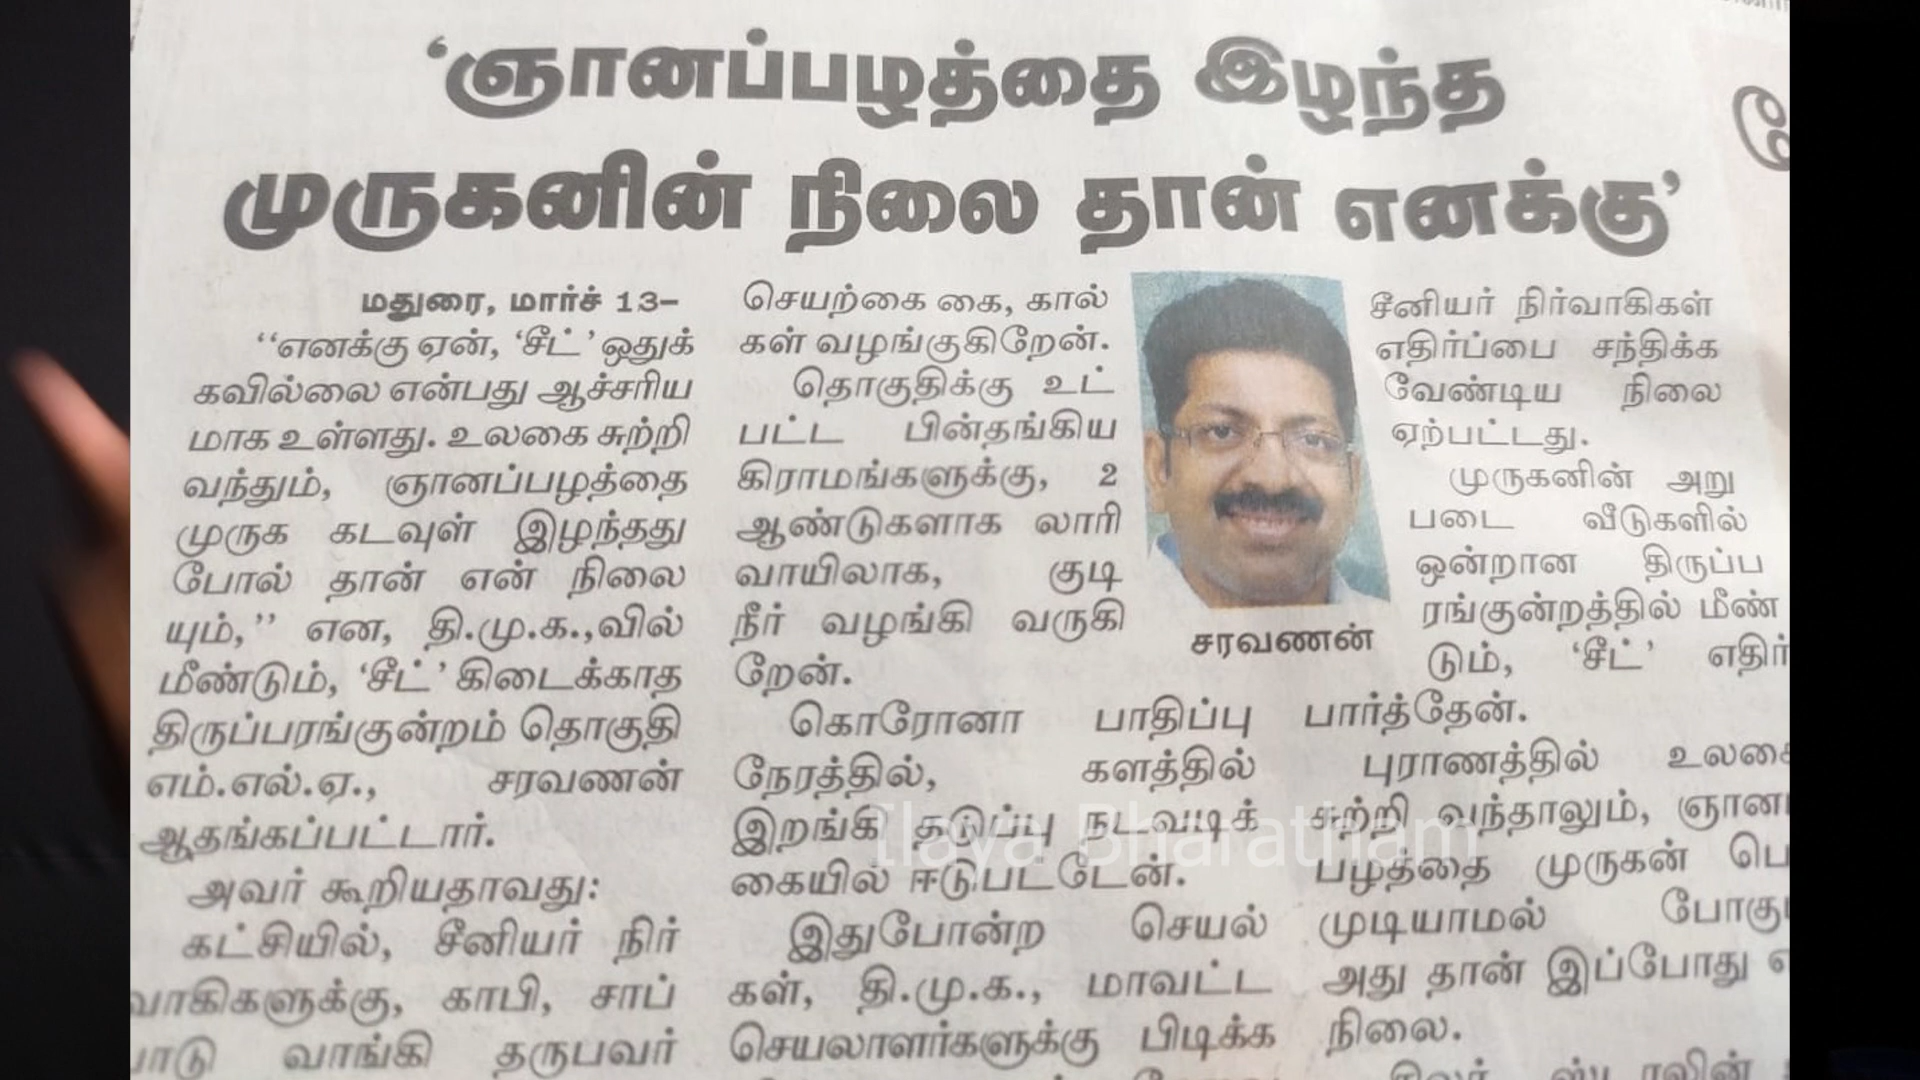 ‘ஞானப்பழத்தை இழந்த
முருகனின் நிலை தான் எனக்கு’
மதுரை, மார்ச் 13–
‘‘எனக்கு ஏன், ‘சீட்’ ஒதுக்
கவில்லை என்பது ஆச்சரிய
மாக உள்ளது. உலகை சுற்றி
வந்தும், ஞானப்பழத்தை
முருக கடவுள் இழந்தது
போல் தான் என் நிலை
யும்,’’ என, தி.மு.க.,வில்
மீண்டும், ‘சீட்’ கிடைக்காத
திருப்பரங்குன்றம் தொகுதி
எம்.எல்.ஏ., சரவணன்
ஆதங்கப்பட்டார்.
அவர் கூறியதாவது:
கட்சியில், சீனியர் நிர்
வாகிகளுக்கு, காபி, சாப்
பாடு வாங்கி தருபவர்
செயற்கை கை, கால்
கள் வழங்குகிறேன்.
தொகுதிக்கு உட்
பட்ட பின்தங்கிய
கிராமங்களுக்கு, 2
ஆண்டுகளாக லாரி
வாயிலாக, குடி
நீர் வழங்கி வருகி
றேன்.
கொரோனா பாதிப்பு
நேரத்தில், களத்தில்
இறங்கி தடுப்பு நடவடிக்
கையில் ஈடுபட்டேன்.
இதுபோன்ற செயல்
கள், தி.மு.க., மாவட்ட
செயலாளர்களுக்கு பிடிக்க
சரவணன்
சீனியர் நிர்வாகிகள்
எதிர்ப்பை சந்திக்க
வேண்டிய நிலை
ஏற்பட்டது.
முருகனின் அறு
படை வீடுகளில்
ஒன்றான திருப்ப
ரங்குன்றத்தில் மீண்
டும், ‘சீட்’ எதிர்
பார்த்தேன்.
புராணத்தில் உலகை
சுற்றி வந்தாலும், ஞான
பழத்தை முருகன் பெ
முடியாமல் போகு
அது தான் இப்போது
நிலை.
Ilaya Bharatham